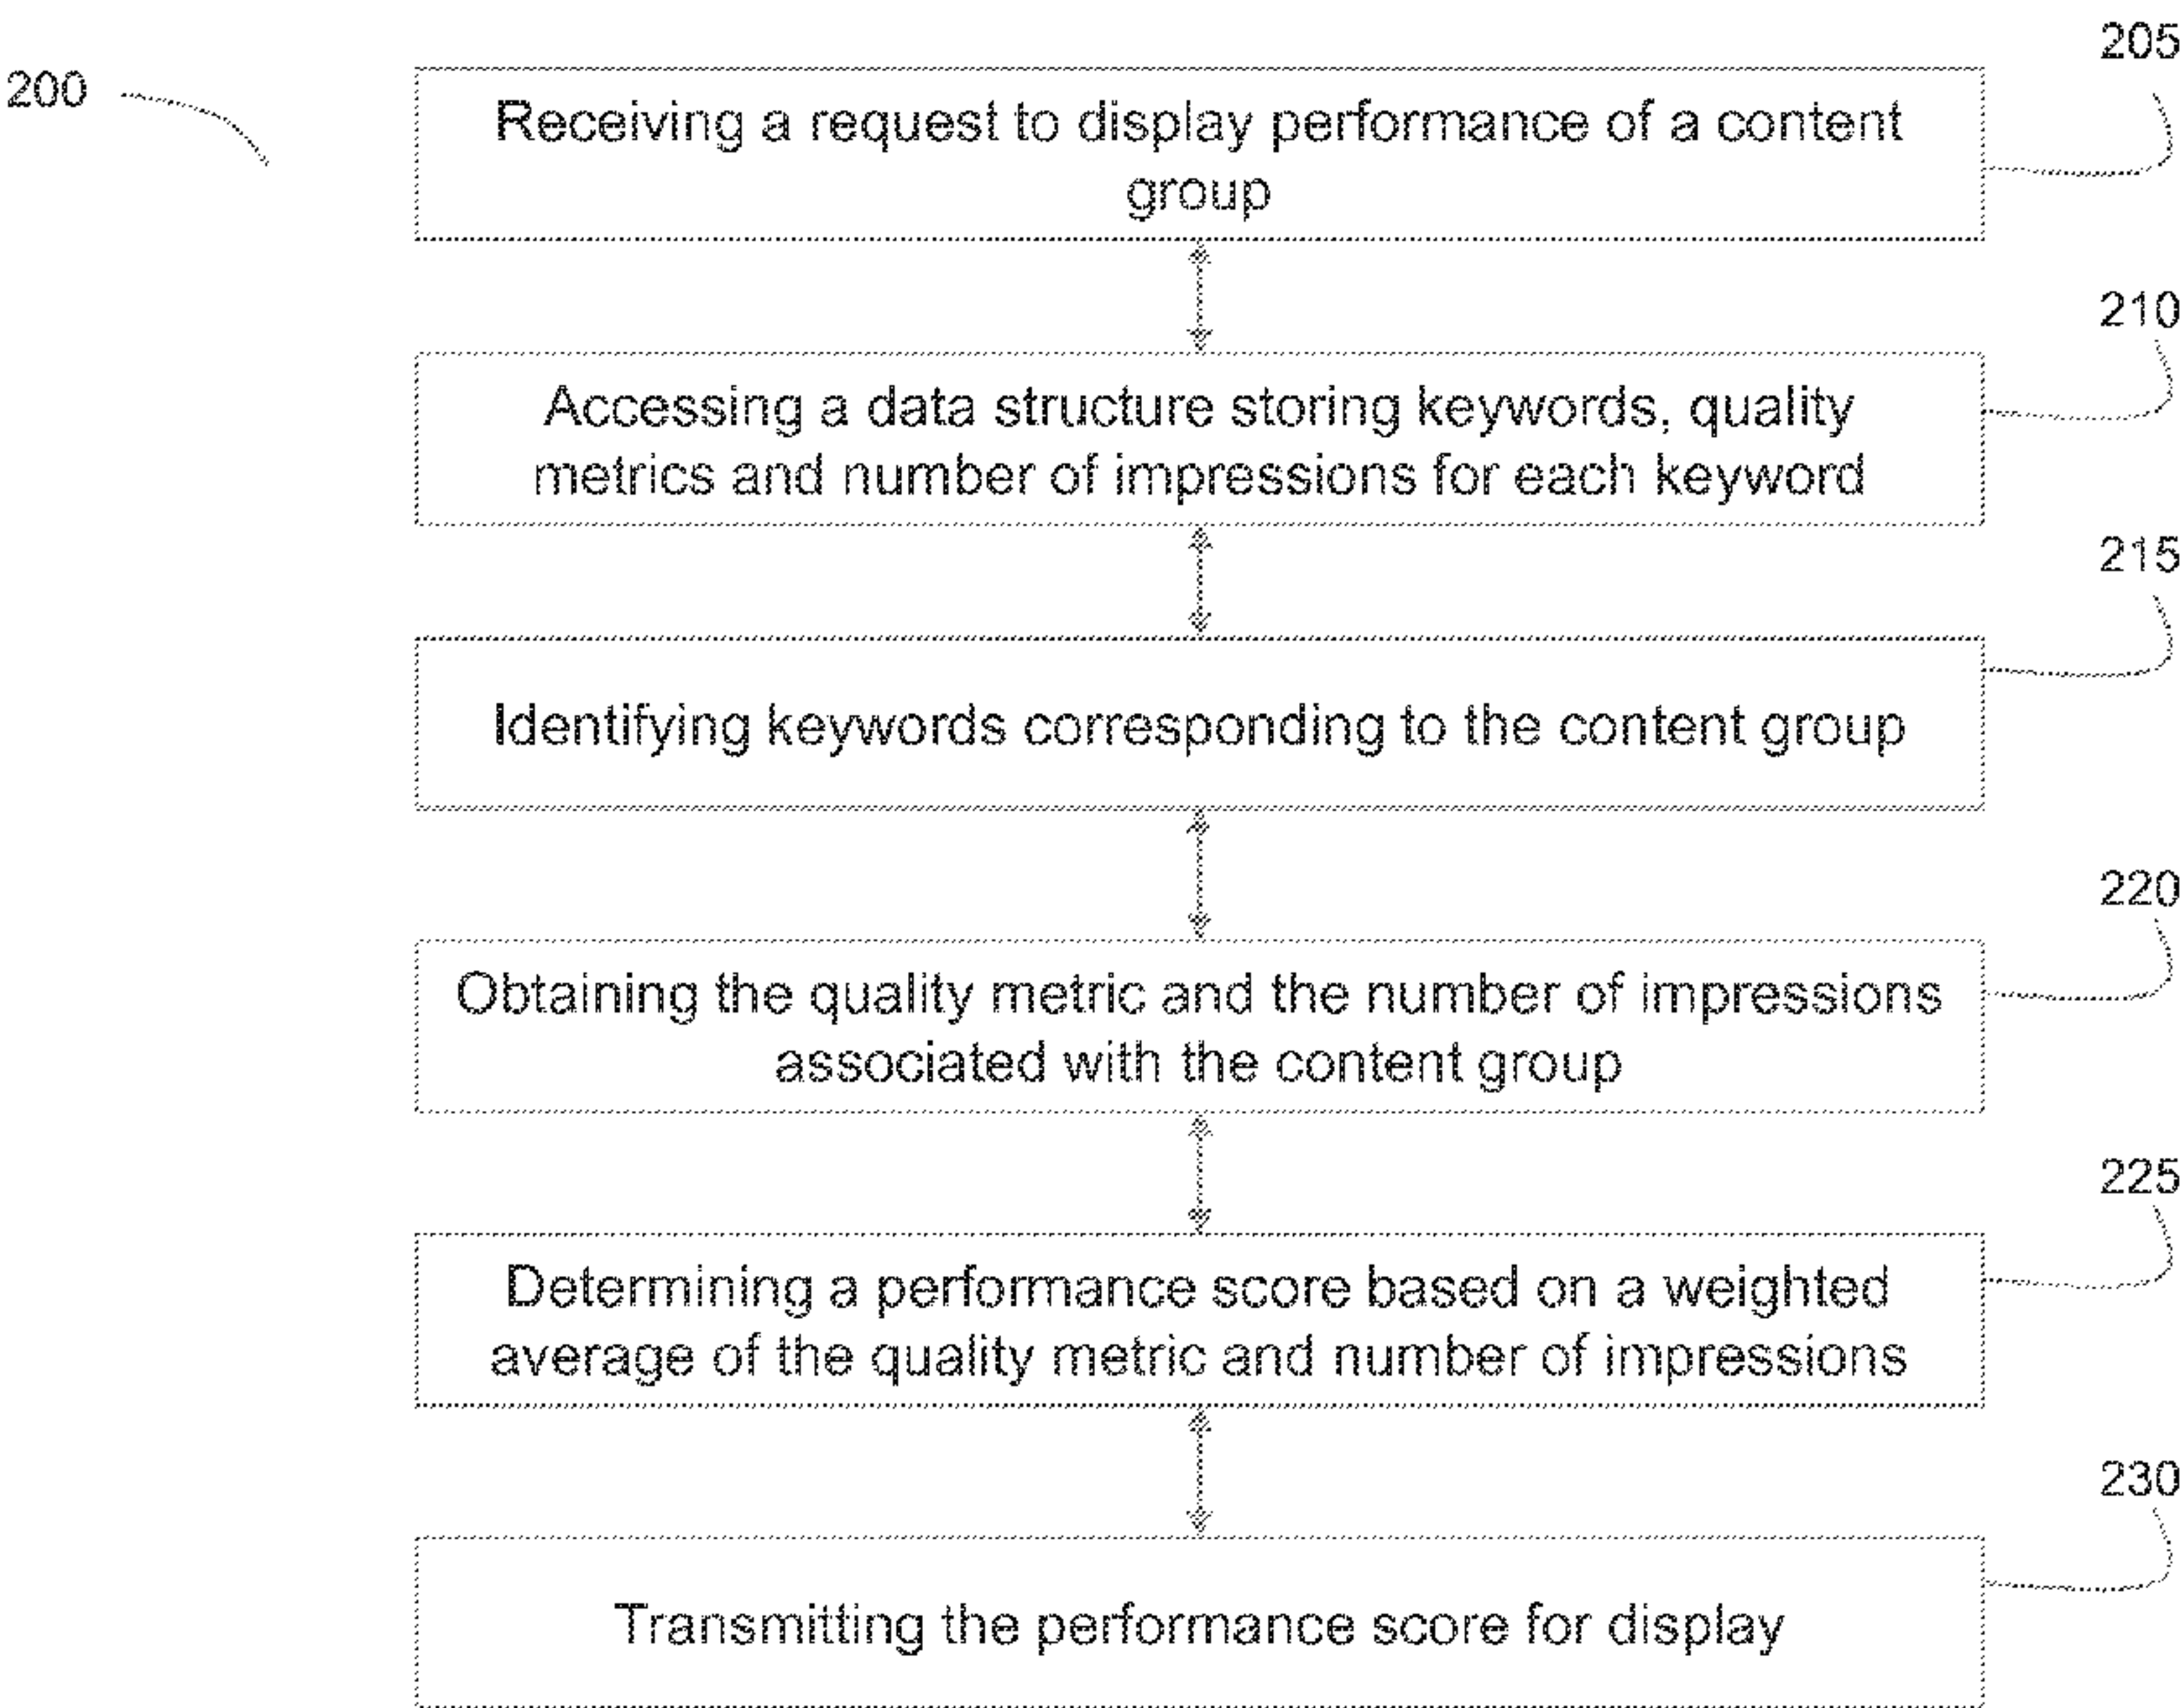 200
205
Receiving a request to display performance of a content
group
210
Accessing a data structure storing keywords, quality
metrics and number of impressions for each keyword
215
Identifying keywords corresponding to the content group
220
Obtaining the quality metric and the number of impressions
associated with the content group
225
Determining a performance score based on a weighted
average of the quality metric and number of impressions
230
Transmitting the performance score for display